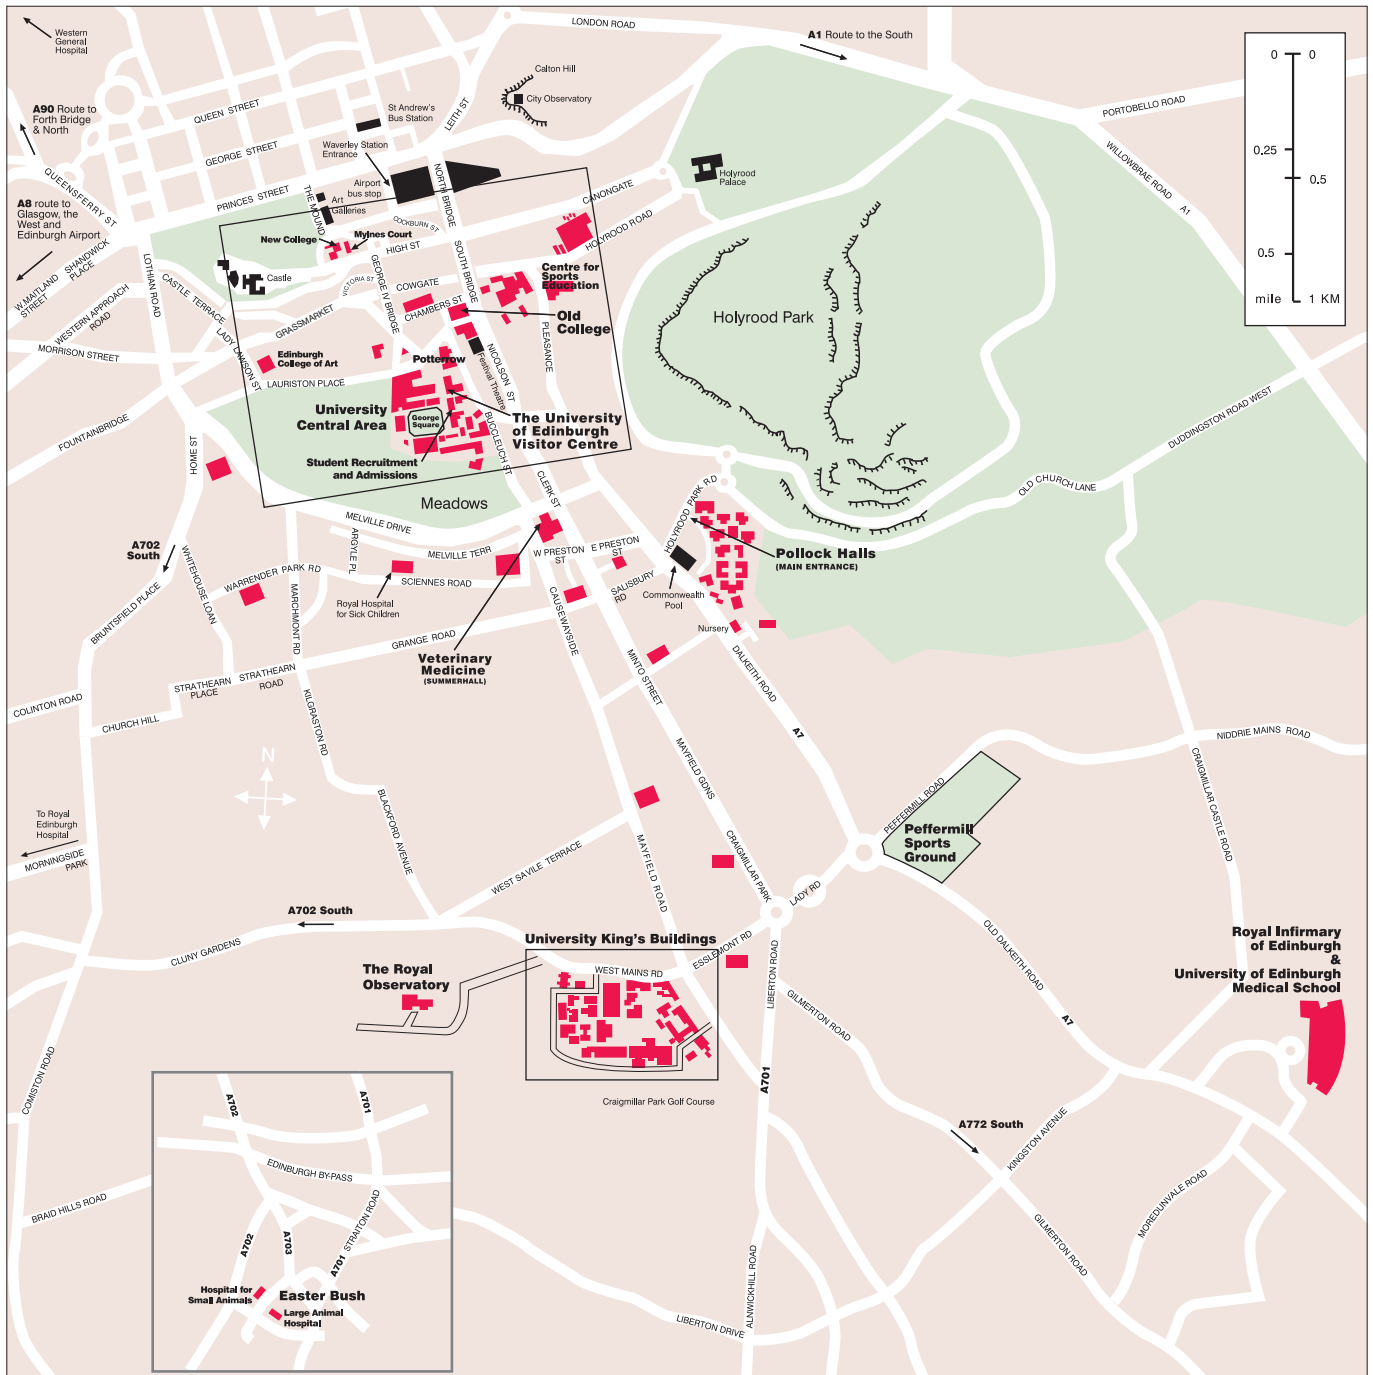 Western
General
Hospital
LONDON ROAD
A1 Route to the South
0
0
0.25
0.5
0.5
mile
1 KM
Calton Hill
City Observatory
A90 Route to
Forth Bridge
& North
QUEEN STREET
St Andrew's
Bus Station
LEITH ST
PORTOBELLO ROAD
GEORGE STREET
Waverley Station
Entrance
WILLOWBRAE ROAD
A1
QUEENSFERRY ST
PRINCES STREET
THE MOUND
Airport
bus stop
Art
Galleries
NORTH BRIDGE
Holyrood
Palace
CANONGATE
HOLYROOD ROAD
A8 route to
Glasgow, the
West and
Edinburgh Airport
COCKBURN ST
New College
Mylnes Court
HIGH ST
SOUTH BRIDGE
W.MAITLAND
STREET
SHANDWICK
PLACE
LOTHIAN ROAD
CASTLE TERRACE
Castle
VICTORIA ST
GEORGE IV BRIDGE
COWGATE
Centre for
Sports
Education
WESTERN APPROACH
ROAD
GRASSMARKET
CHAMBERS ST
Old
College
PLEASANCE
Holyrood Park
MORRISON STREET
LADY LAWSON ST
Edinburgh
College of Art
LAURISTON PLACE
Potterrow
Festival Theatre
NICOLSON ST
University
Central Area
George
Square
The University
of Edinburgh
Visitor Centre
BUCCLEUCH ST
FOUNTAINBRIDGE
HOME ST
Student Recruitment
and Admissions
DUDDINGSTON ROAD WEST
OLD CHURCH LANE
Meadows
CLERK ST
HOLYROOD PARK R.D
MELVILLE DRIVE
ARGYLE PL
MELVILLE TERR
W PRESTON
ST
E PRESTON
ST
Pollock Halls
(MAIN ENTRANCE)
A702
South
WHITEHOUSE LOAN
WARRENDER PARK RD
SCIENNES ROAD
SALISBURY
RD
Commonwealth
Pool
Royal Hospital
for Sick Children
BRUNTSFIELD PLACE
MARCHMONT RD
GRANGE ROAD
CAUSEWAYSIDE
Nursery
Veterinary
Medicine
(SUMMERHALL)
MINTO STREET
DALKEITH ROAD
STRATHEARN
PLACE
STRATHEARN
ROAD
COLINTON ROAD
CHURCH HILL
KILGRASTON RD
A7
NIDDRIE MAINS ROAD
N
MAYFIELD GDNS
CRAIGMILLAR CASTLE ROAD
PEFFERMILL ROAD
Peffermill
Sports
Ground
BLACKFORD AVENUE
To Royal
Edinburgh
Hospital
MORNINGSIDE
PARK
WEST SAVILE TERRACE
MAYFIELD ROAD
CRAIGMILLAR PARK
LADY RD
A702 South
CLUNY GARDENS
University King's Buildings
ESSLEMONT RD
OLD DALKEITH ROAD
Royal Infirmary
of Edinburgh
&
University of Edinburgh
Medical School
The Royal
Observatory
WEST MAINS RD
LIBERTON ROAD
GILMERTON ROAD
A7
COMISTON ROAD
A701
Craigmillar Park Golf Course
A772 South
KINGSTON AVENUE
MOREDUNVALE ROAD
GILMERTON ROAD
BRAID HILLS ROAD
ALNWICKHILL ROAD
LIBERTON DRIVE
A702
A701
EDINBURGH BY-PASS
STRAITON ROAD
A702
A703
A701
Hospital for
Small Animals
Easter Bush
Large Animal
Hospital